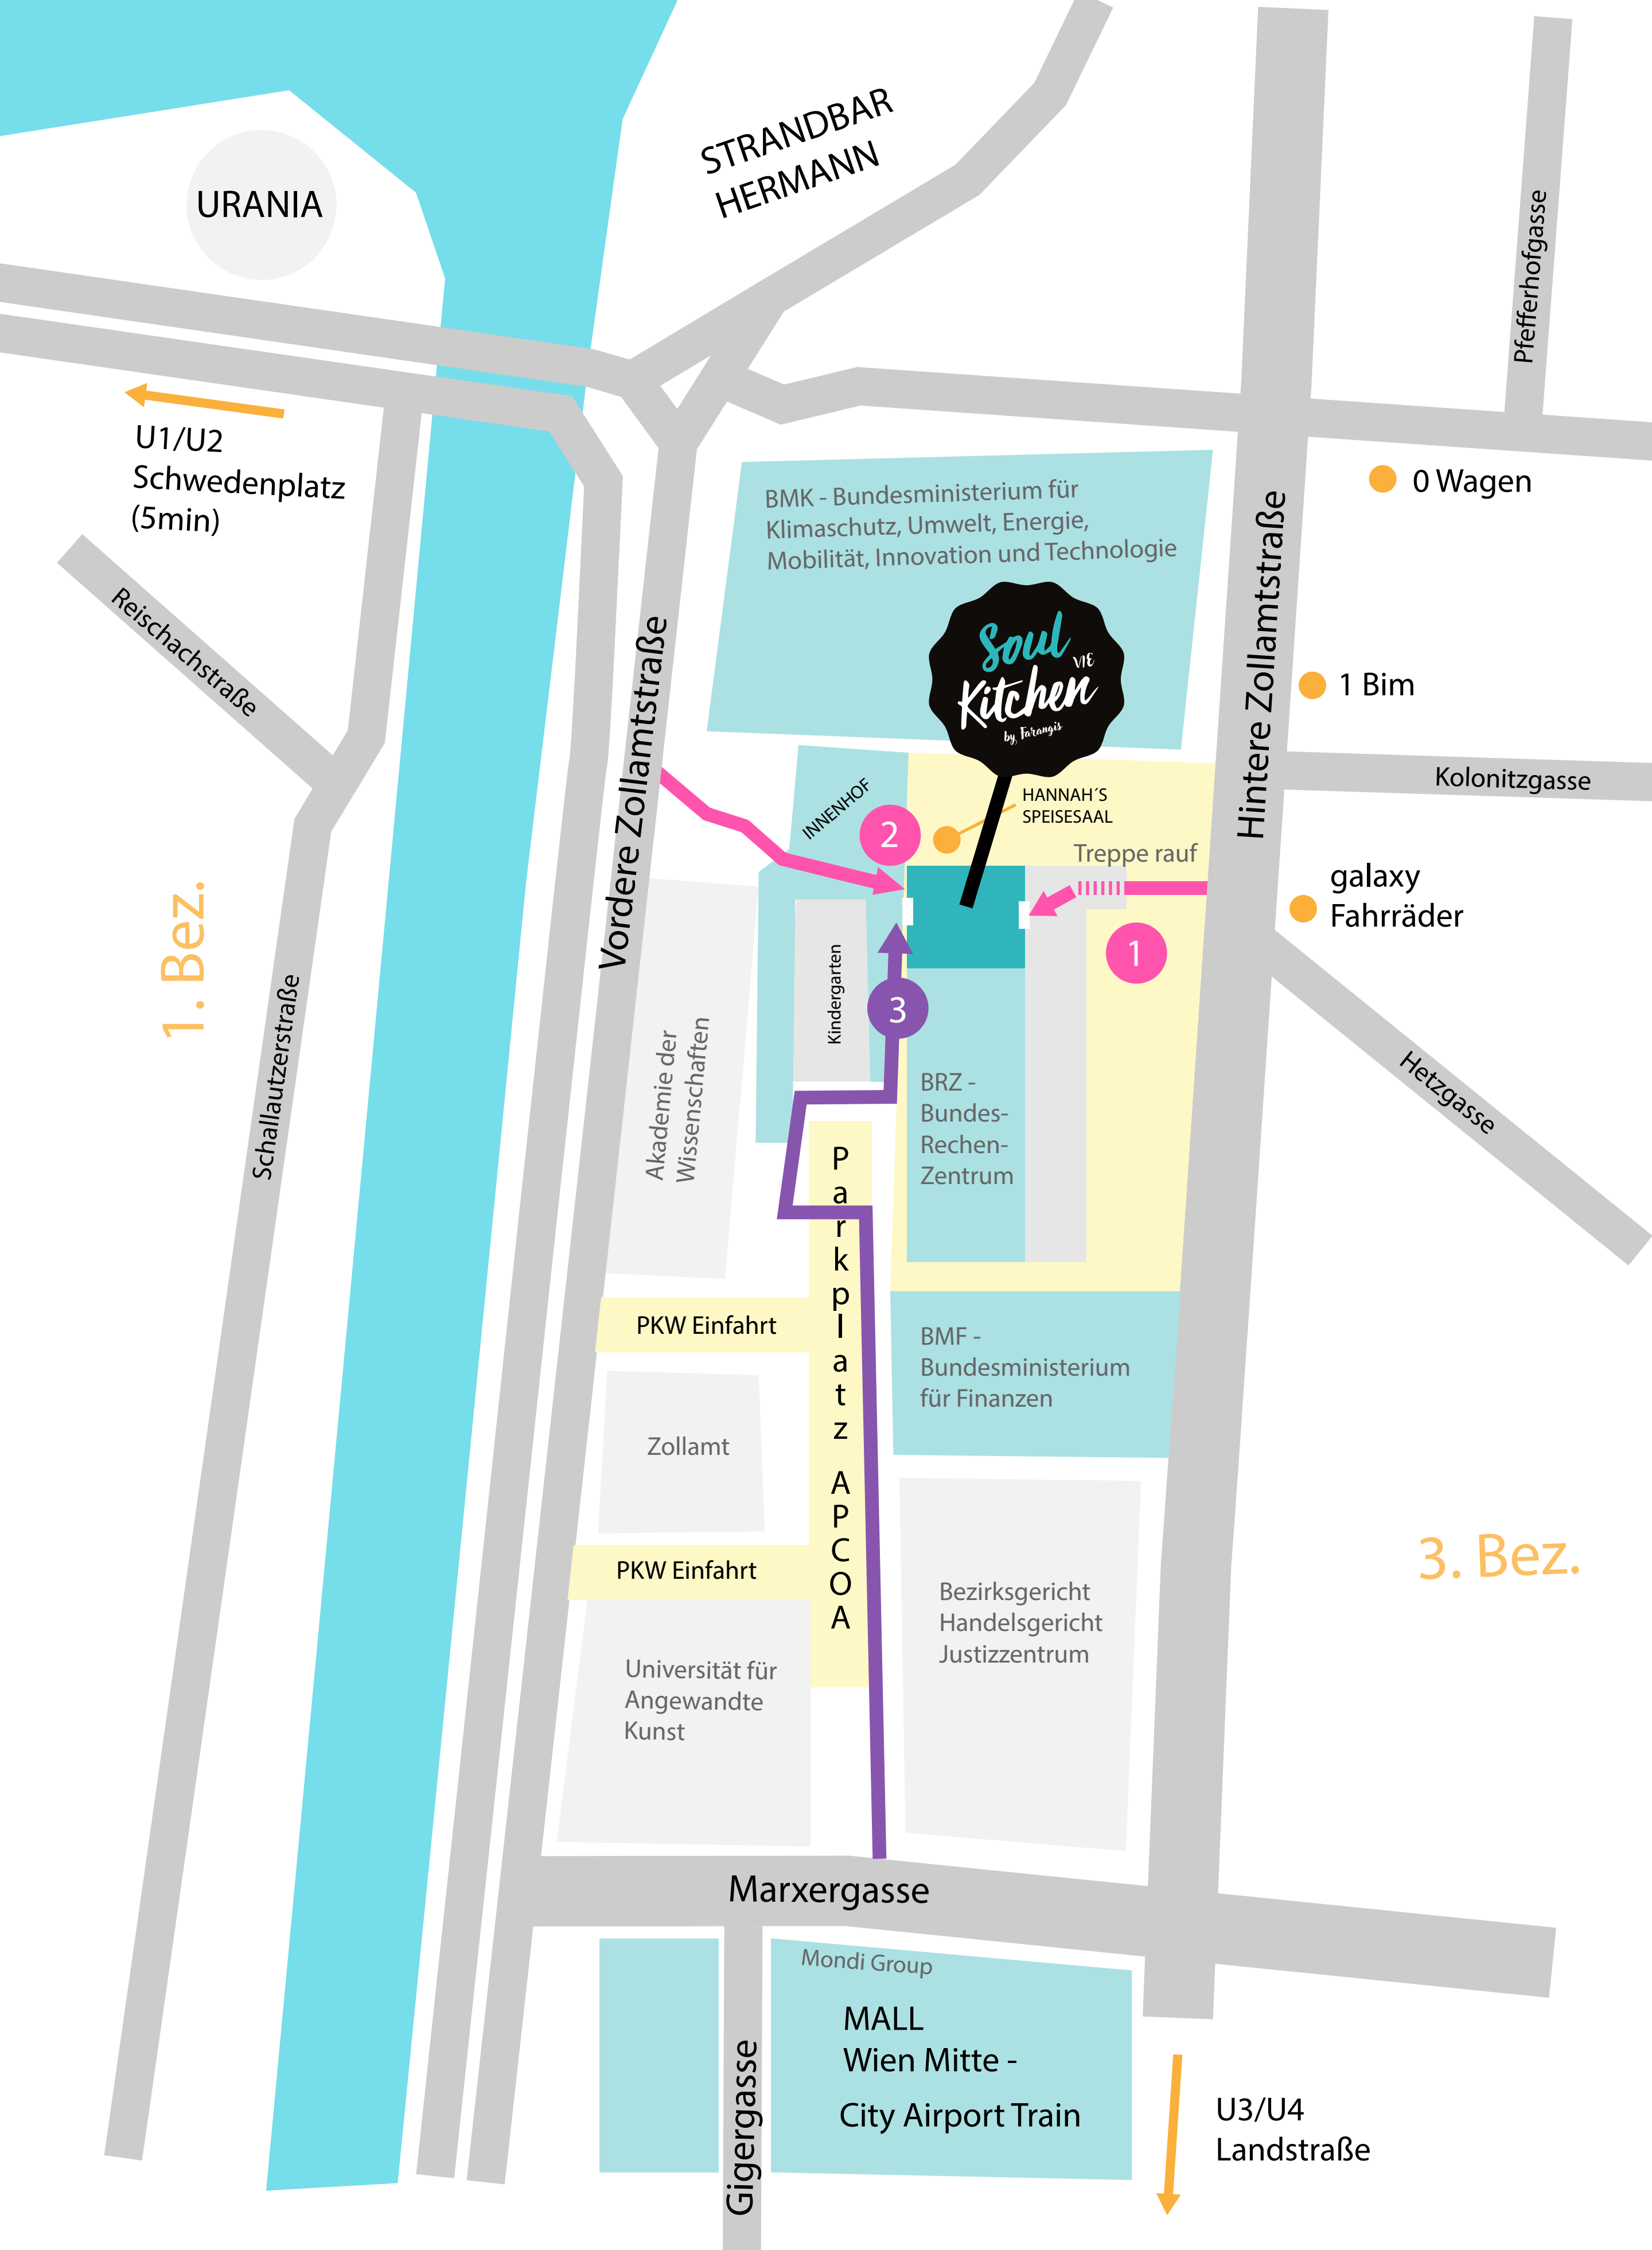 STRANDBAR
HERMANN
URANIA
Pfefferhofgasse
U1/U2
Schwedenplatz
(5min)
0 Wagen
BMK - Bundesministerium für
Klimaschutz, Umwelt, Energie,
Mobilität, Innovation und Technologie
Reischachstraße
Vordere Zollamtstraße
Hintere Zollamtstraße
Soul
VIE
Kitchen
by Farangis
1 Bim
Kolonitzgasse
INNENHOF
2
HANNAH´S
SPEISESAAL
Treppe rauf
galaxy
Fahrräder
1. Bez.
1
3
Kindergarten
Schallautzerstraße
Akademie der
Wissenschaften
BRZ -
Bundes-
Rechen-
Zentrum
Hetzgasse
Parkplatz APCOA
PKW Einfahrt
BMF -
Bundesministerium
für Finanzen
Zollamt
3. Bez.
PKW Einfahrt
Bezirksgericht
Handelsgericht
Justizzentrum
Universität für
Angewandte
Kunst
Marxergasse
Mondi Group
MALL
Wien Mitte -
City Airport Train
Gigergasse
U3/U4
Landstraße